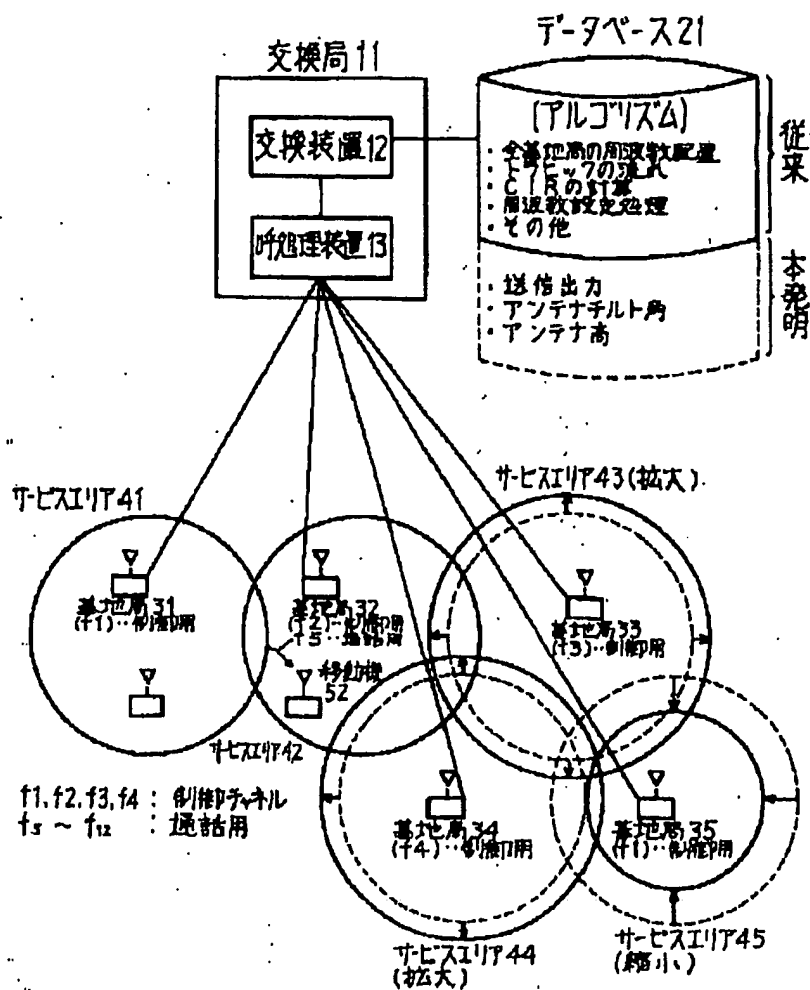 データベース21
交換局11
交換装置12
呼処理装置13
(アルゴリズム)
・全基地局の周波数配置
・トラヒックの流れ
・CIRの計算
・周波数設定処理
・その他
従来
・送信出力
・アンテナチルト角
・アンテナ高
本発明
サービスエリア41
サービスエリア43(拡大)
基地局31
(f1)‥制御用
基地局32
(f2)‥制御用
f5‥通話用
移動機
52
基地局33
(f3)‥制御用
サービスエリア42
f1,f2,f3,f4 : 制御チャネル
f5 ~ f12 : 通話用
基地局34
(f4)‥制御用
基地局35
(f1)‥制御用
サービスエリア44
(拡大)
サービスエリア45
(縮小)